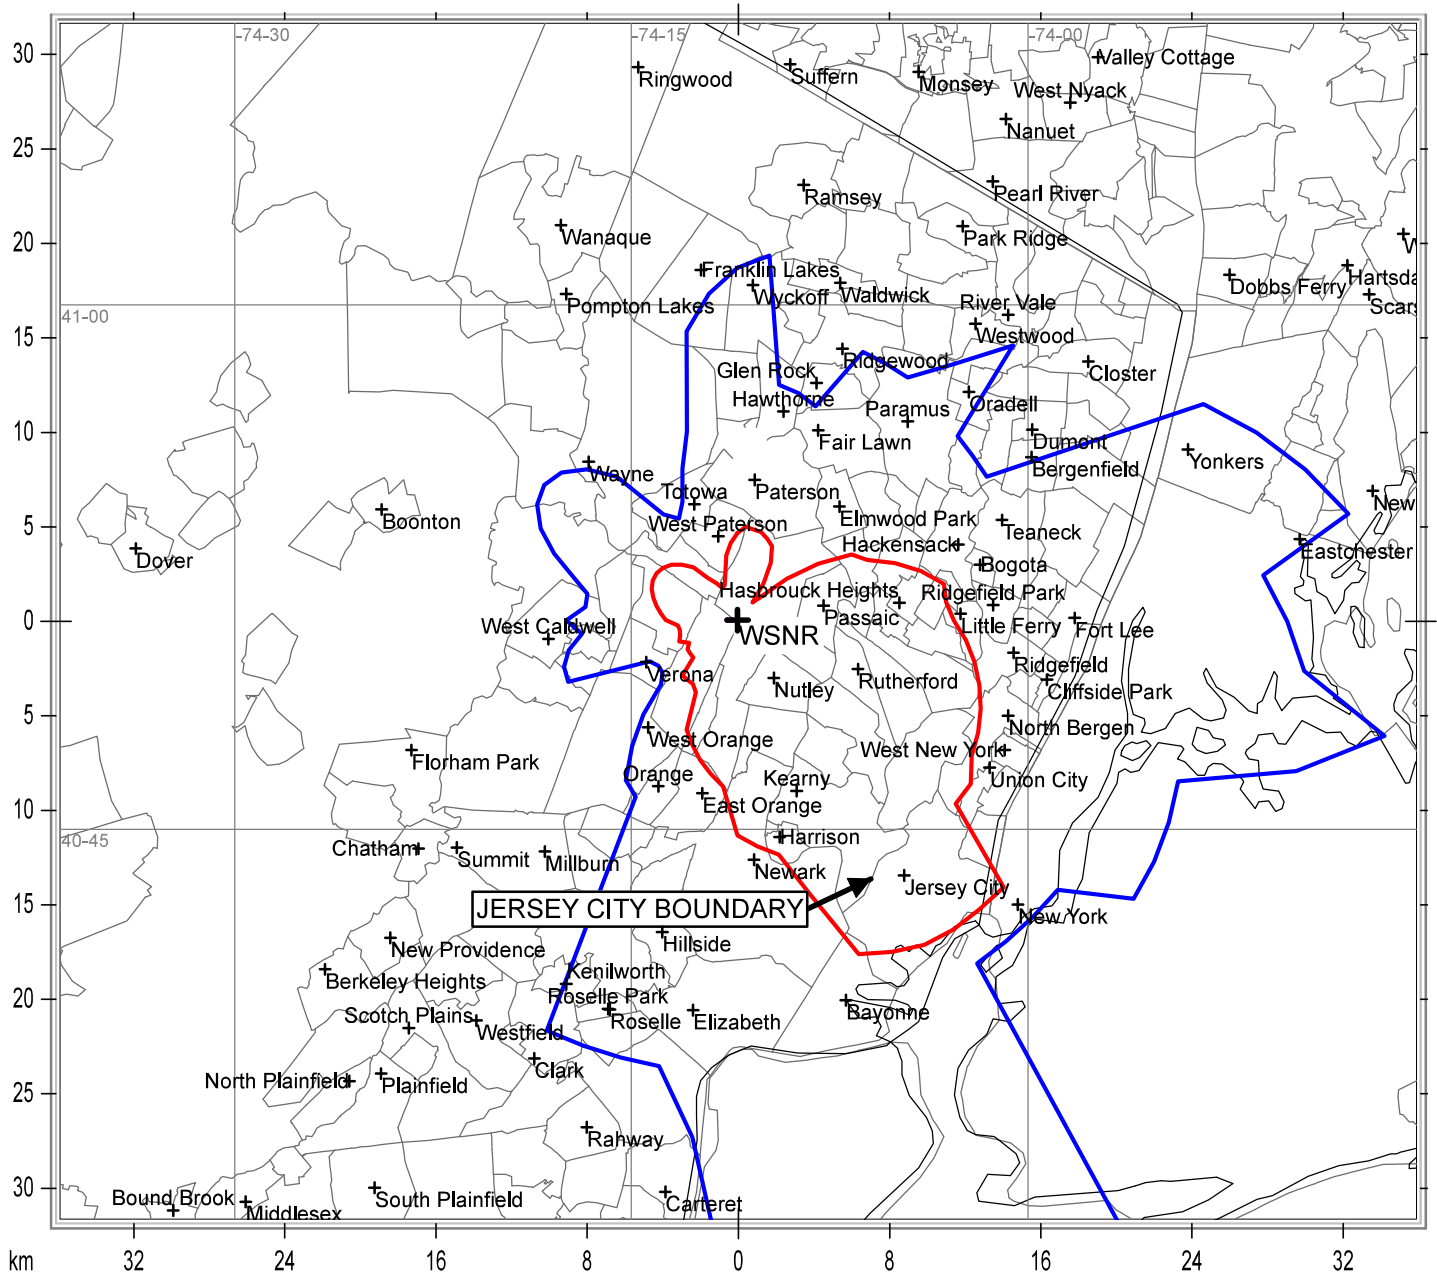 -74-30
-74-15
-74-00
30
Ringwood
Suffern
Monsey
Valley Cottage
West Nyack
Nanuet
25
Ramsey
Pearl River
20
Wanaque
Park Ridge
W
Franklin Lakes
Wyckoff
Waldwick
Dobbs Ferry
Hartsda
Scars
Pompton Lakes
River Vale
41-00
15
Westwood
Ridgewood
Glen Rock
Closter
Hawthorne
Paramus
Oradell
10
Fair Lawn
Dumont
Bergenfield
Yonkers
Wayne
Totowa
Paterson
New
5
Boonton
West Paterson
Elmwood Park
Teaneck
Hackensack
Eastchester
Dover
Bogota
Hasbrouck Heights
Ridgefield Park
0
West Caldwell
WSNR
Passaic
Little Ferry
Fort Lee
Verona
Ridgefield
Nutley
Rutherford
Cliffside Park
5
West Orange
North Bergen
West New York
Florham Park
Orange
Kearny
Union City
10
East Orange
40-45
Harrison
Chatham
Summit
Millburn
Newark
Jersey City
15
JERSEY CITY BOUNDARY
New York
New Providence
Hillside
Berkeley Heights
Kenilworth
Roselle Park
20
Scotch Plains
Westfield
Roselle
Elizabeth
Bayonne
Clark
North Plainfield
Plainfield
25
Rahway
30
Bound Brook
Middlesex
South Plainfield
Carteret
km
32
24
16
8
0
8
16
24
32